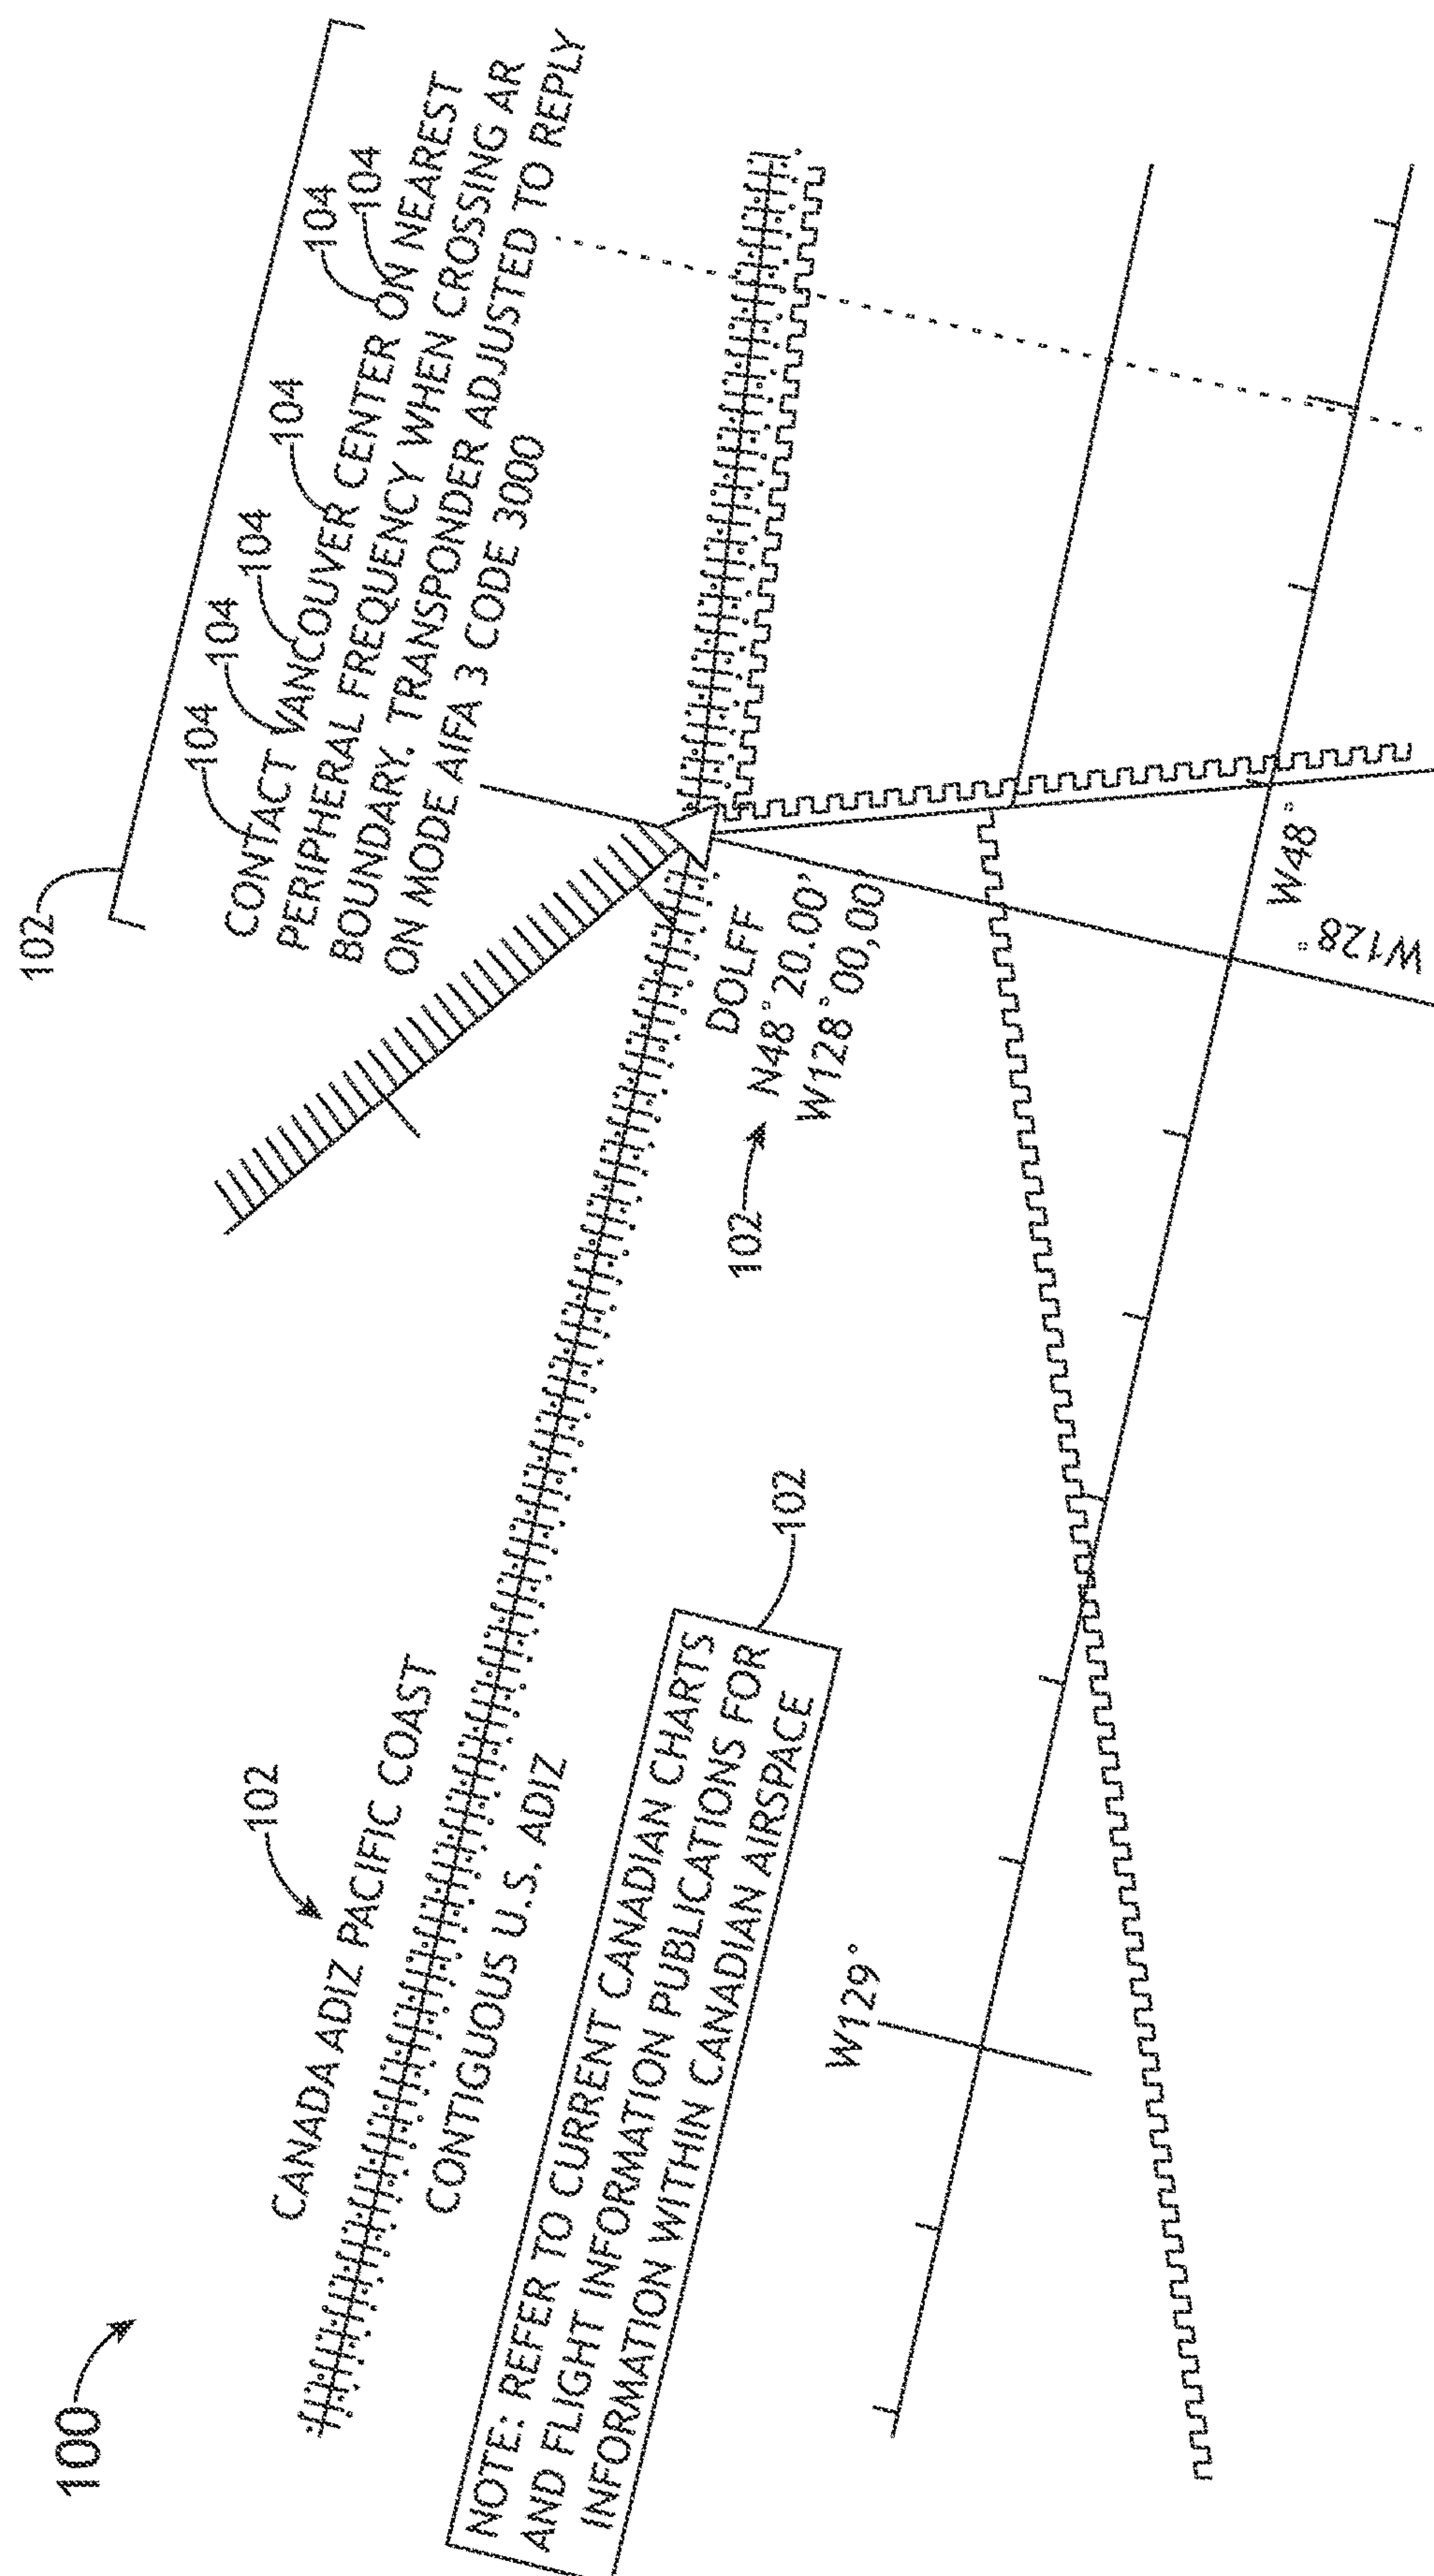 100
102
CONTACT VANCOUVER CENTER ON NEAREST
PERIPHERAL FREQUENCY WHEN CROSSING AR
BOUNDARY. TRANSPONDER ADJUSTED TO REPLY
ON MODE AIFA 3 CODE 3000
104
104
104
104
104
104
102
CANADA ADIZ PACIFIC COAST
CONTIGUOUS U.S. ADIZ
102
NOTE: REFER TO CURRENT CANADIAN CHARTS
AND FLIGHT INFORMATION PUBLICATIONS FOR
INFORMATION WITHIN CANADIAN AIRSPACE
102
DOLFF
N48°20.00'
W128°00,00'
W129°
W48°
W128°